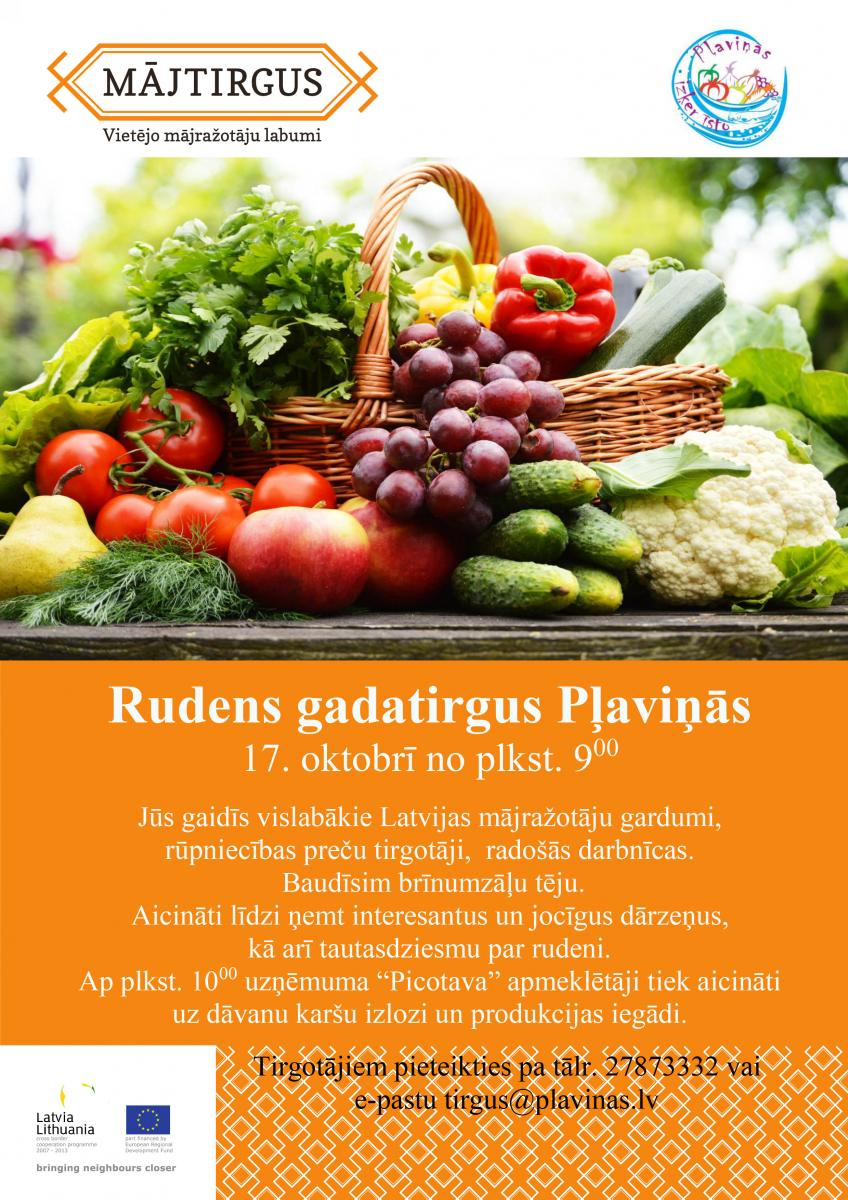 MĀJTIRGUS
Vietējo mājražotāju labumi
Pļaviņās
izķer īsto
Rudens gadatirgus Pļaviņās
17. oktobrī no plkst. 9⁰⁰
Jūs gaidīs vislabākie Latvijas mājražotāju gardumi,
rūpniecības preču tirgotāji, radošās darbnīcas.
Baudīsim brīnumzāļu tēju.
Aicināti līdzi ņemt interesantus un jocīgus dārzeņus,
kā arī tautasdziesmu par rudeni.
Ap plkst. 10⁰⁰ uzņēmuma “Picotava” apmeklētāji tiek aicināti
uz dāvanu karšu izlozi un produkcijas iegādi.
Tirgotājiem pieteikties pa tālr. 27873332 vai
e-pastu tirgus@plavinas.lv
Latvia
Lithuania
cross border
cooperation programme
2007 - 2013
part financed by
European Regional
Development Fund
bringing neighbours closer